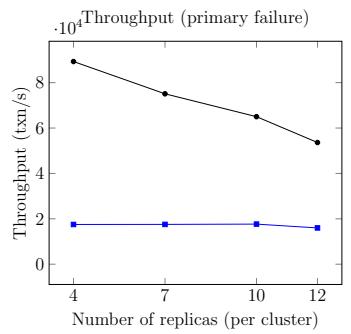 Throughput (primary failure)
·10⁴
8
6
4
2
0
Throughput (txn/s)
4 7 10 12
Number of replicas (per cluster)